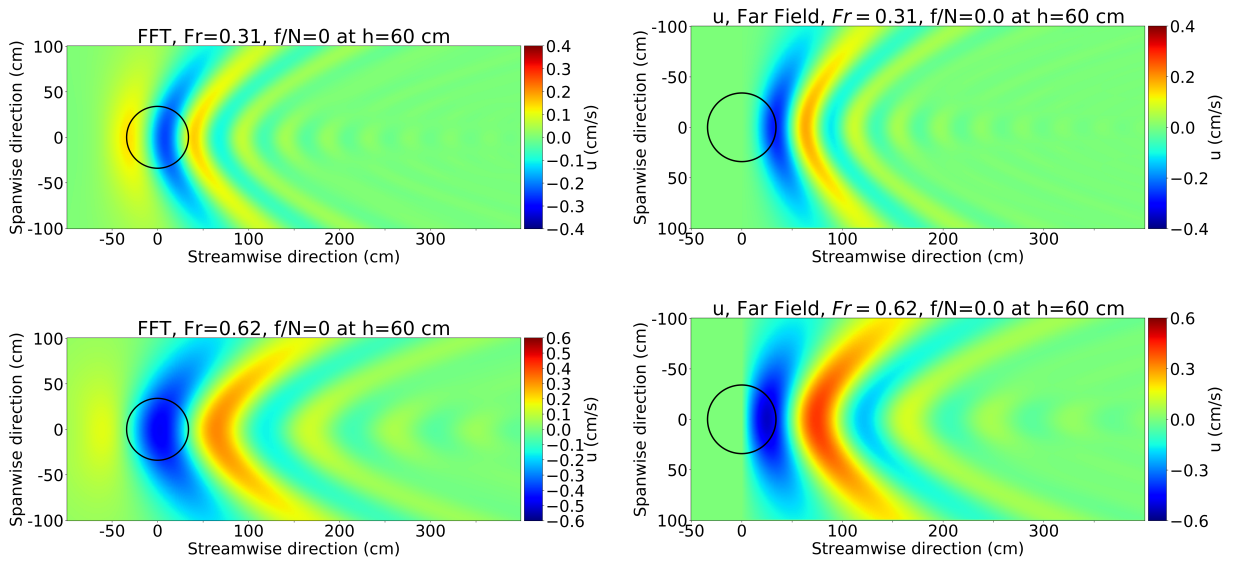 FFT, Fr=0.31, f/N=0 at h=60 cm
100
50
0
-50
-100
Spanwise direction (cm)
-50 0 100 200 300
Streamwise direction (cm)
0.4
0.3
0.2
0.1
0.0
−0.1
−0.2
−0.3
−0.4
u (cm/s)
u, Far Field, Fr = 0.31, f/N=0.0 at h=60 cm
-100
-50
0
50
100
Spanwise direction (cm)
-50 0 100 200 300
Streamwise direction (cm)
0.4
0.2
0.0
−0.2
−0.4
u (cm/s)
FFT, Fr=0.62, f/N=0 at h=60 cm
100
50
0
-50
-100
Spanwise direction (cm)
-50 0 100 200 300
Streamwise direction (cm)
0.6
0.5
0.4
0.3
0.2
0.1
0.0
−0.1
−0.2
−0.3
−0.4
−0.5
−0.6
u (cm/s)
u, Far Field, Fr = 0.62, f/N=0.0 at h=60 cm
-100
-50
0
50
100
Spanwise direction (cm)
-50 0 100 200 300
Streamwise direction (cm)
0.6
0.3
0.0
−0.3
−0.6
u (cm/s)